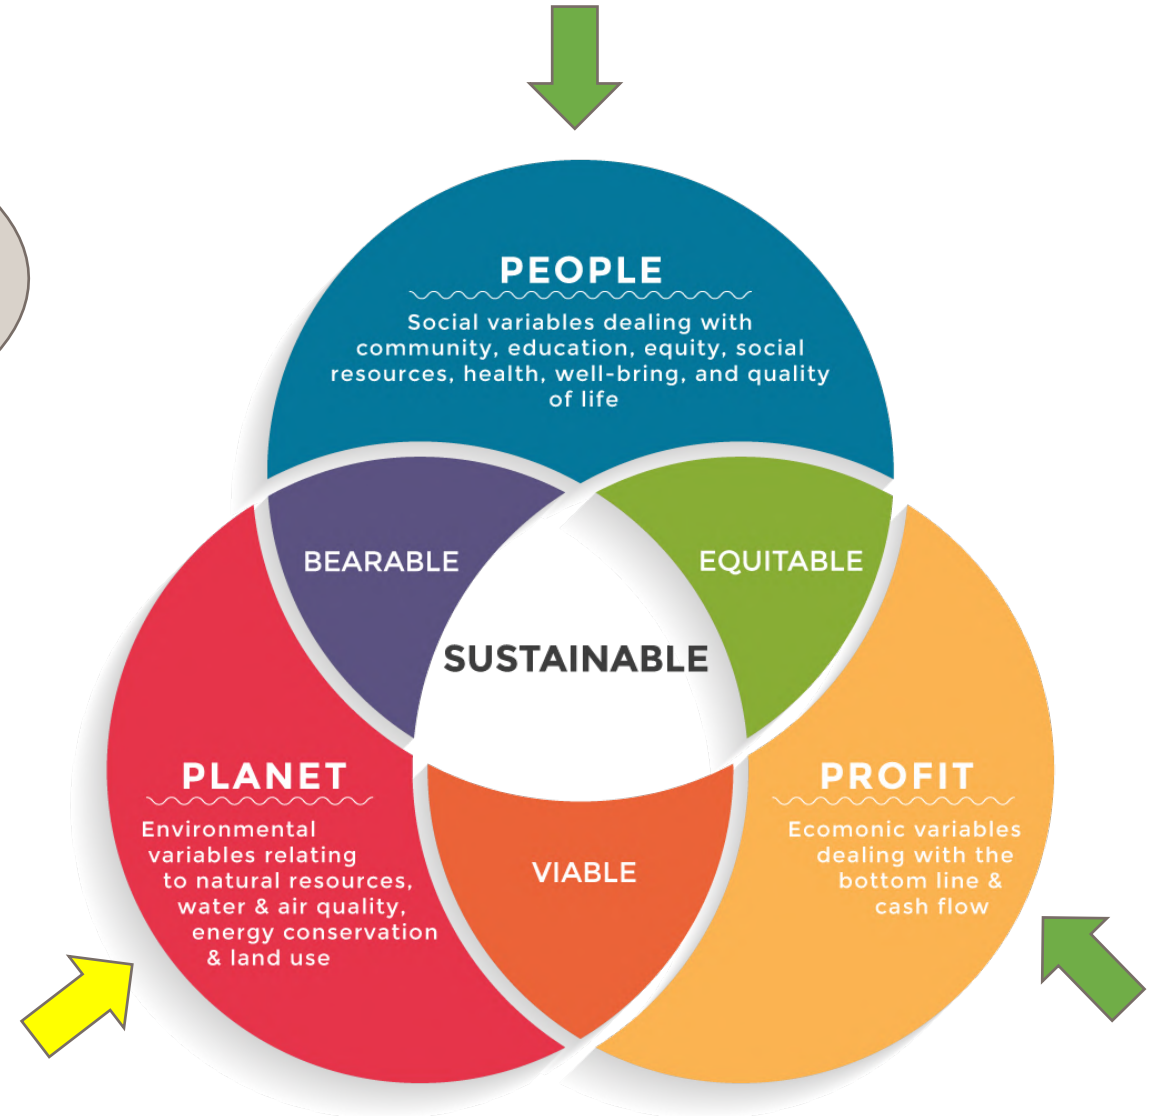 PEOPLE
Social variables dealing with
community, education, equity, social
resources, health, well-bring, and quality
of life
BEARABLE
EQUITABLE
SUSTAINABLE
PLANET
Environmental
variables relating
to natural resources,
water & air quality,
energy conservation
& land use
PROFIT
Ecomonic variables
dealing with the
bottom line &
cash flow
VIABLE